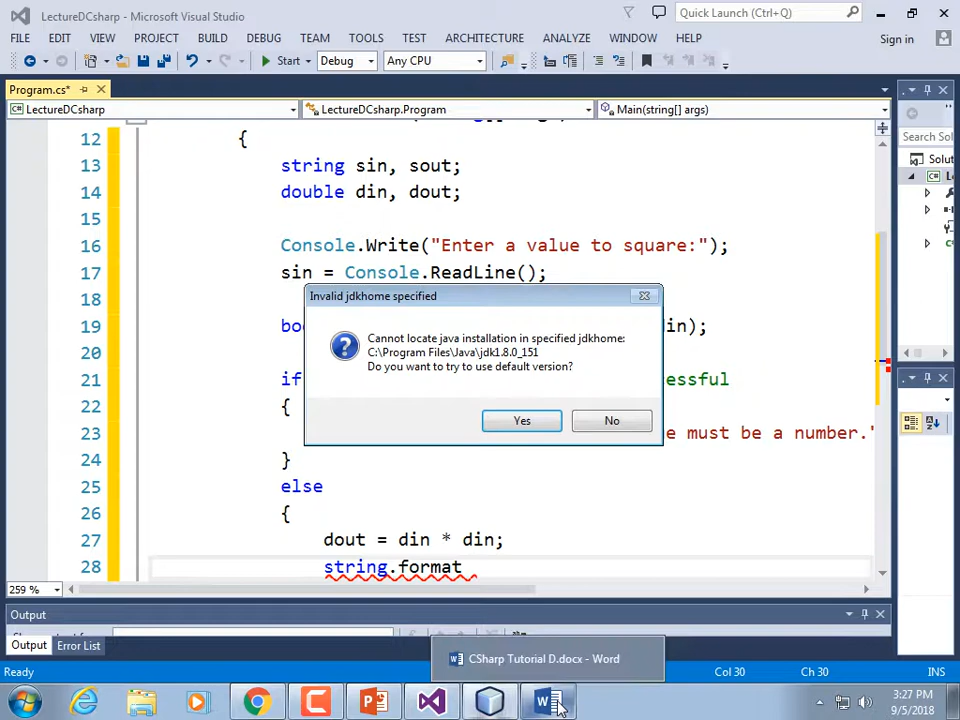 LectureDCsharp - Microsoft Visual Studio
Quick Launch (Ctrl+Q)
FILE EDIT VIEW PROJECT BUILD DEBUG TEAM TOOLS TEST ARCHITECTURE ANALYZE WINDOW HELP Sign in
Start Debug Any CPU
Program.cs*
LectureDCsharp LectureDCsharp.Program Main(string[] args)
Search Sol
12 {
13 string sin, sout;
Solut
14 double din, dout;
15
16 Console.Write("Enter a value to square:");
17 sin = Console.ReadLine();
18
Invalid jdkhome specified
19 bo in);
Cannot locate java installation in specified jdkhome:
C:\Program Files\Java\jdk1.8.0_151
Do you want to try to use default version?
20
21 if essful
22 {
Yes No
23 e must be a number."
24 }
25 else
26 {
27 dout = din * din;
28 string.format
259 %
Output
Output Error List
CSharp Tutorial D.docx - Word
Ready Col 30 Ch 30 INS
3:27 PM
9/5/2018